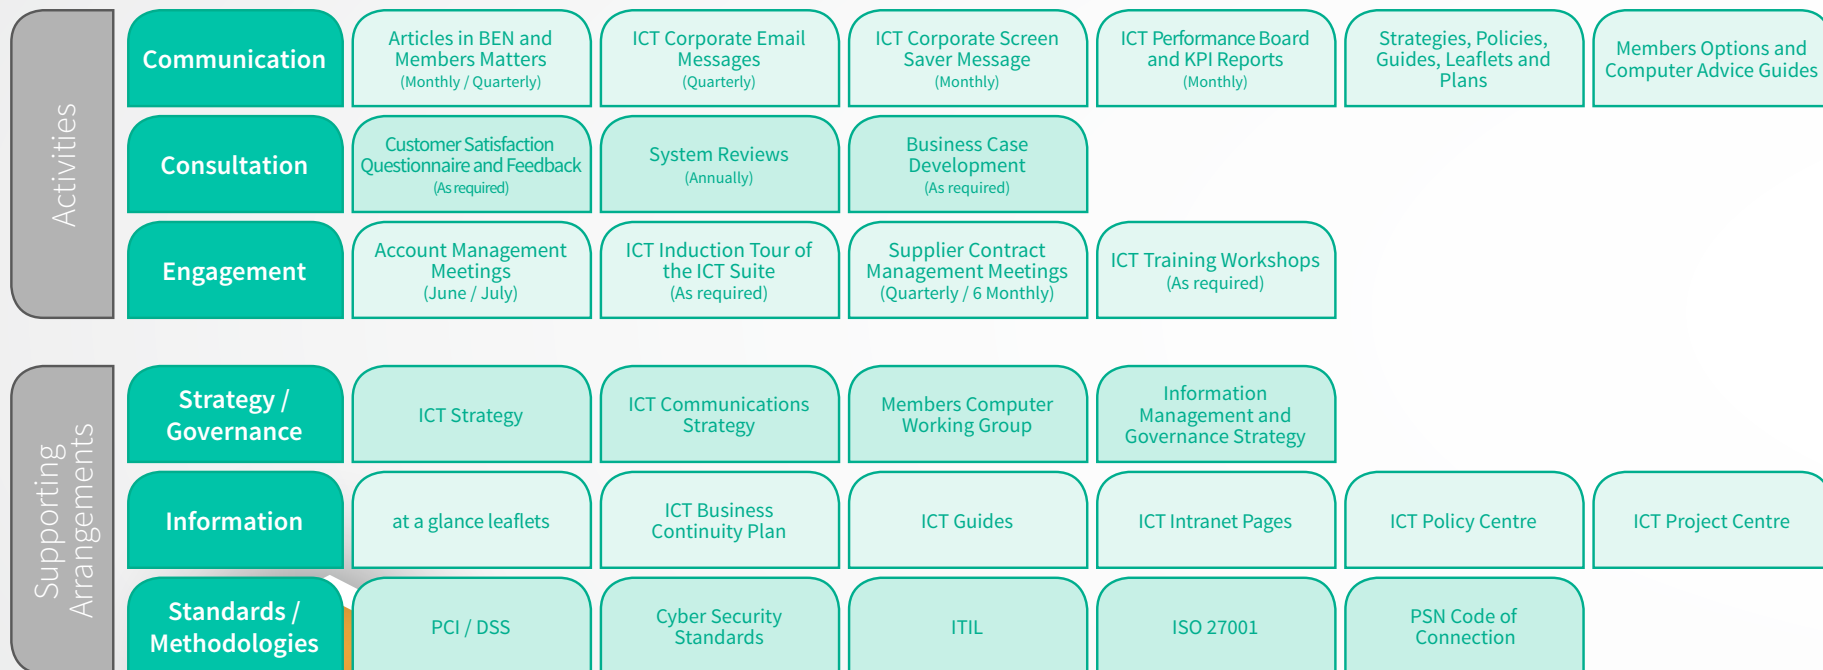 Activities
Communication
Articles in BEN and
Members Matters
(Monthly / Quarterly)
ICT Corporate Email
Messages
(Quarterly)
ICT Corporate Screen
Saver Message
(Monthly)
ICT Performance Board
and KPI Reports
(Monthly)
Strategies, Policies,
Guides, Leaflets and
Plans
Members Options and
Computer Advice Guides
Consultation
Customer Satisfaction
Questionnaire and Feedback
(As required)
System Reviews
(Annually)
Business Case
Development
(As required)
Engagement
Account Management
Meetings
(June / July)
ICT Induction Tour of
the ICT Suite
(As required)
Supplier Contract
Management Meetings
(Quarterly / 6 Monthly)
ICT Training Workshops
(As required)
Supporting
Arrangements
Strategy /
Governance
ICT Strategy
ICT Communications
Strategy
Members Computer
Working Group
Information
Management and
Governance Strategy
Information
at a glance leaflets
ICT Business
Continuity Plan
ICT Guides
ICT Intranet Pages
ICT Policy Centre
ICT Project Centre
Standards /
Methodologies
PCI / DSS
Cyber Security
Standards
ITIL
ISO 27001
PSN Code of
Connection